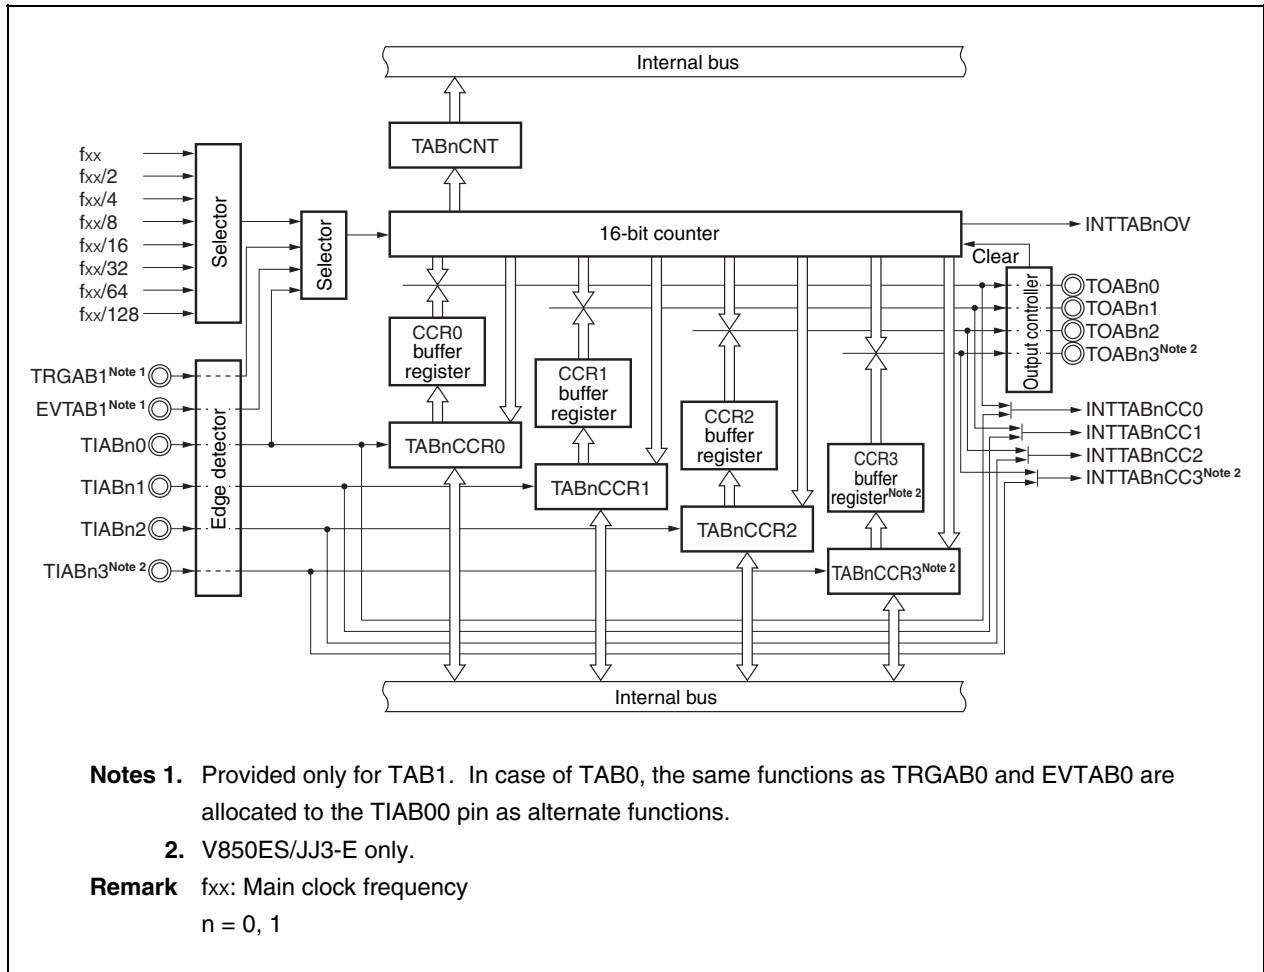 Internal bus
TABnCNT
fxx
fxx/2
fxx/4
fxx/8
fxx/16
fxx/32
fxx/64
fxx/128
Selector
Selector
16-bit counter
INTTABnOV
Clear
Output controller
TOABn0
TOABn1
TOABn2
TOABn3Note 2
CCR0
buffer
register
CCR1
buffer
register
CCR2
buffer
register
CCR3
buffer
registerNote 2
TRGAB1Note 1
EVTAB1Note 1
TIABn0
TIABn1
TIABn2
TIABn3Note 2
Edge detector
TABnCCR0
TABnCCR1
TABnCCR2
TABnCCR3Note 2
INTTABnCC0
INTTABnCC1
INTTABnCC2
INTTABnCC3Note 2
Internal bus
Notes 1. Provided only for TAB1. In case of TAB0, the same functions as TRGAB0 and EVTAB0 are
allocated to the TIAB00 pin as alternate functions.
2. V850ES/JJ3-E only.
Remark fxx: Main clock frequency
n = 0, 1